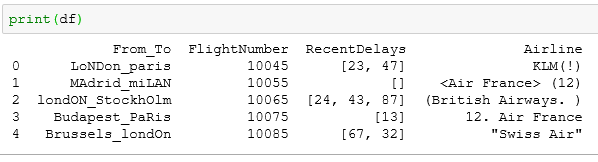 print(df)
From_To FlightNumber RecentDelays Airline
0 LoNDon_paris 10045 [23, 47] KLM(!)
1 MAdrid_miLAN 10055 [] <Air France> (12)
2 londON_StockhOlm 10065 [24, 43, 87] (British Airways. )
3 Budapest_PaRis 10075 [13] 12. Air France
4 Brussels_londOn 10085 [67, 32] "Swiss Air"